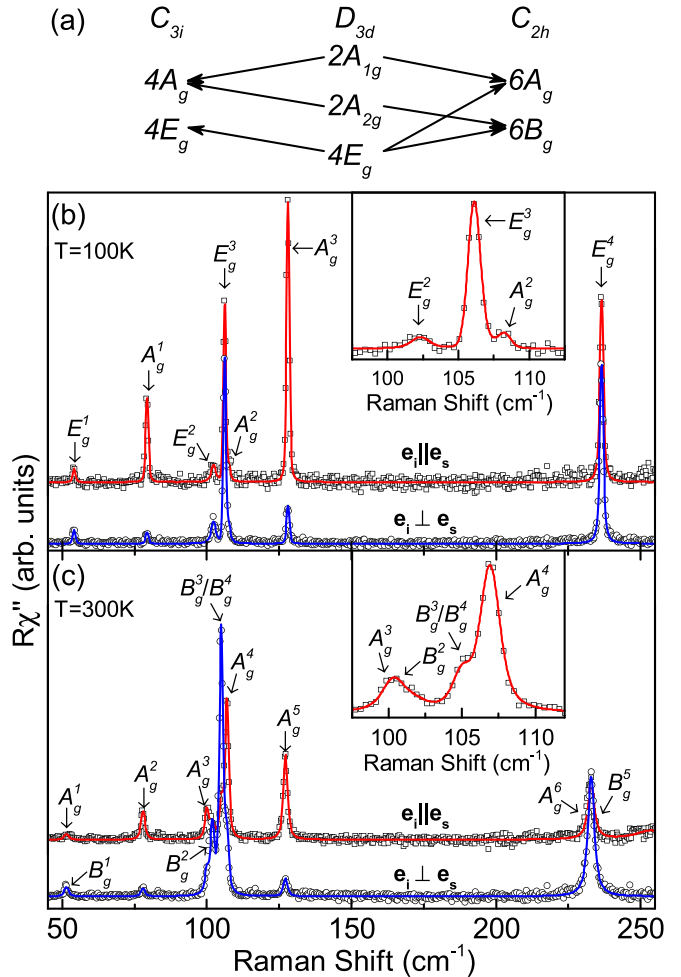 (a) C₃ᵢ D₃d C₂ₕ
2A₁g
4Ag 6Ag
2A₂g
4Eg 6Bg
4Eg
(b)
T=100K
Eg¹
Ag¹
Eg²
Eg³
Ag²
Ag³
Eg⁴
eᵢ||eₛ
eᵢ⊥eₛ
Eg²
Eg³
Ag²
100 105 110
Raman Shift (cm⁻¹)
Rχ" (arb. units)
(c)
T=300K
Ag¹
Bg¹
Ag²
Ag³
Bg²
Bg³/Bg⁴
Ag⁴
Ag⁵
Ag⁶
Bg⁵
eᵢ||eₛ
eᵢ⊥eₛ
Ag³
Bg²
Bg³/Bg⁴
Ag⁴
100 105 110
Raman Shift (cm⁻¹)
50 100 150 200 250
Raman Shift (cm⁻¹)